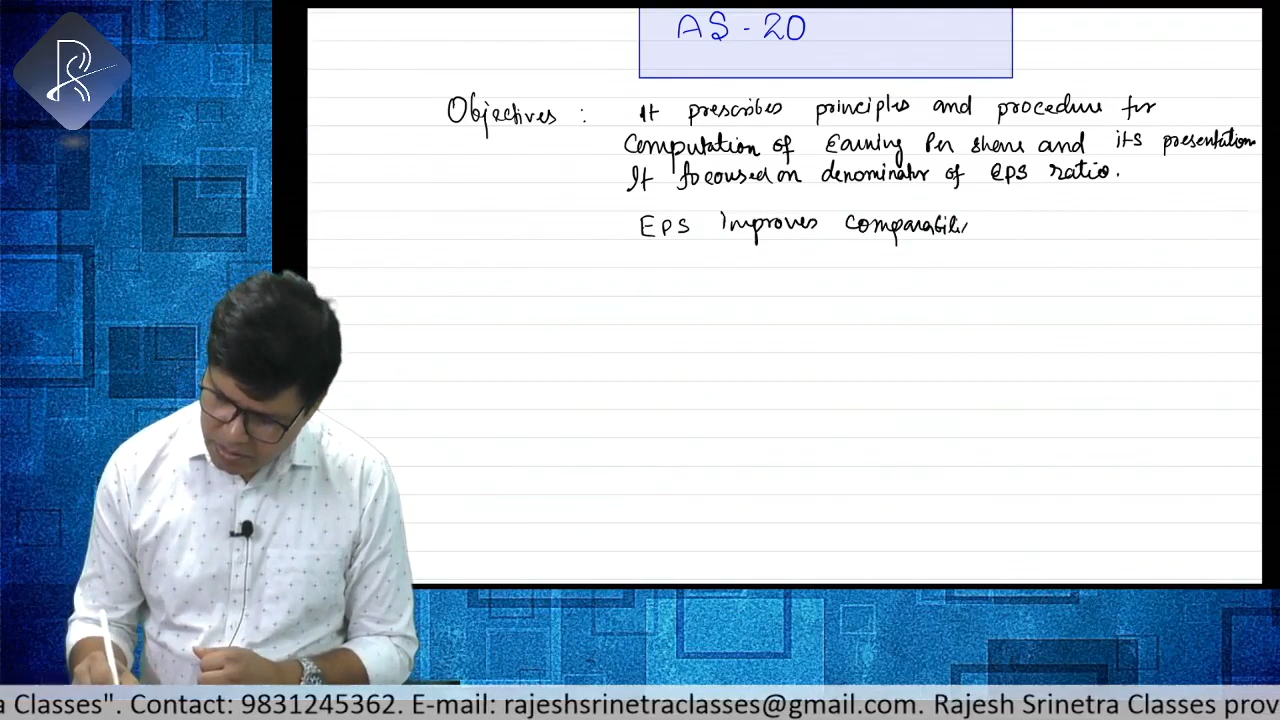 AS - 20
Objectives : It prescribes principles and procedure for
Computation of Earning Per share and its presentation
It focoused on denominator of EPS ratio.
EPS Improves Comparabili
a Classes". Contact: 9831245362. E-mail: rajeshsrinetraclasses@gmail.com. Rajesh Srinetra Classes prov